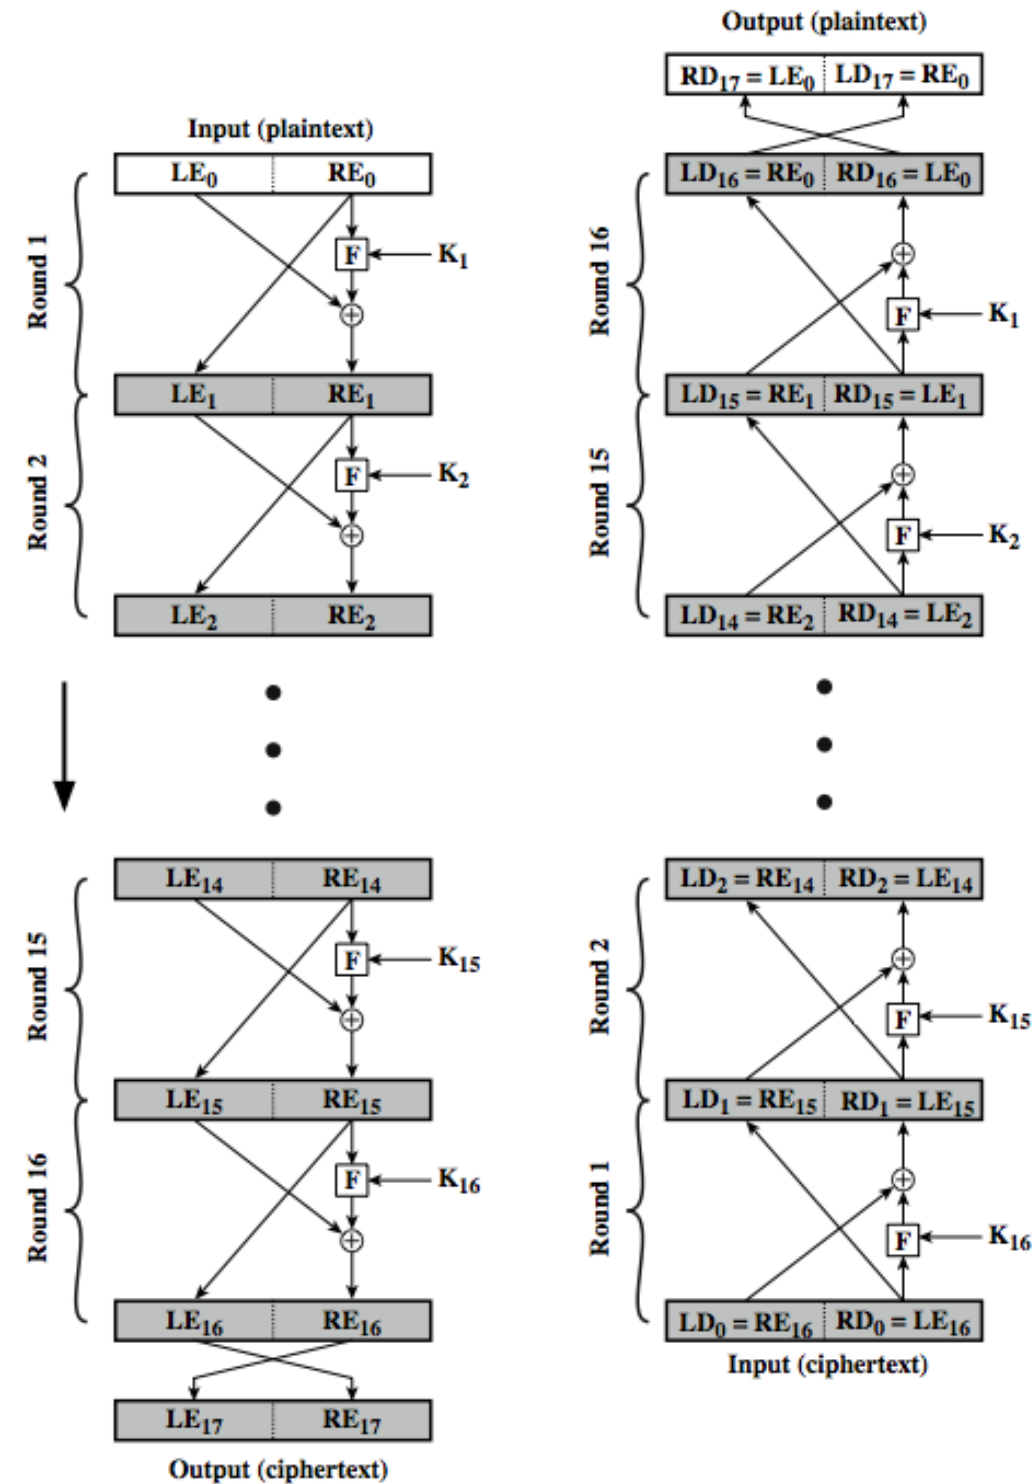 Input (plaintext)
LE₀ RE₀
Round 1
F K₁
LE₁ RE₁
Round 2
F K₂
LE₂ RE₂
LE₁₄ RE₁₄
Round 15
F K₁₅
LE₁₅ RE₁₅
Round 16
F K₁₆
LE₁₆ RE₁₆
LE₁₇ RE₁₇
Output (ciphertext)
Output (plaintext)
RD₁₇ = LE₀ LD₁₇ = RE₀
LD₁₆ = RE₀ RD₁₆ = LE₀
Round 16
F K₁
LD₁₅ = RE₁ RD₁₅ = LE₁
Round 15
F K₂
LD₁₄ = RE₂ RD₁₄ = LE₂
LD₂ = RE₁₄ RD₂ = LE₁₄
Round 2
F K₁₅
LD₁ = RE₁₅ RD₁ = LE₁₅
Round 1
F K₁₆
LD₀ = RE₁₆ RD₀ = LE₁₆
Input (ciphertext)